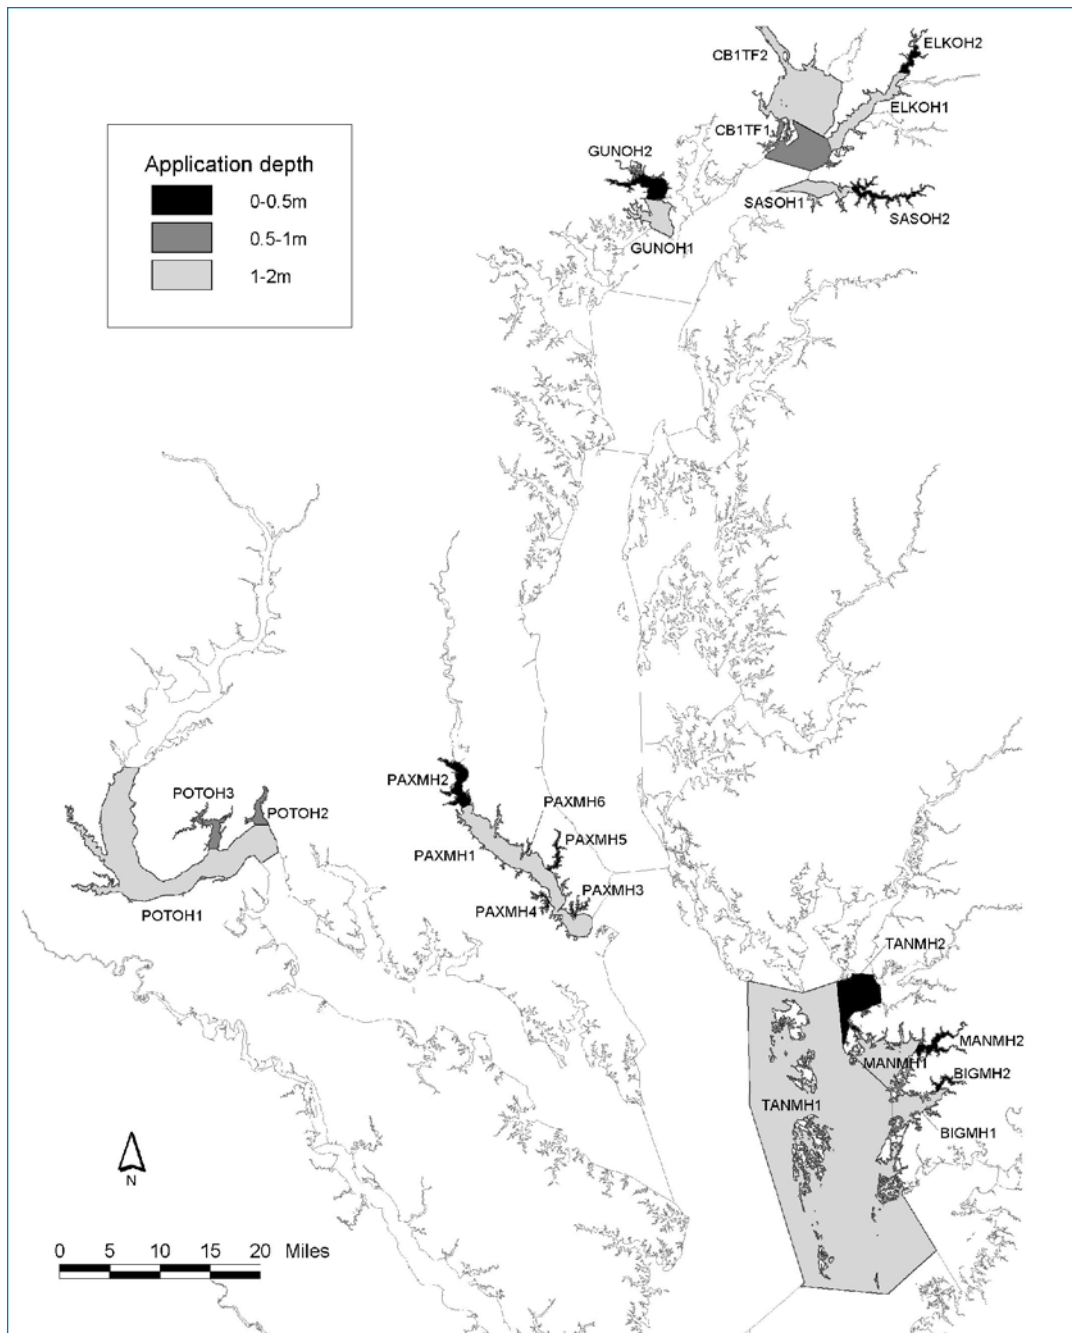 ELKOH2
CB1TF2
ELKOH1
CB1TF1
GUNOH2
SASOH1
SASOH2
GUNOH1
Application depth
0-0.5m
0.5-1m
1-2m
PAXMH2
PAXMH6
POTOH3
POTOH2
PAXMH5
PAXMH1
PAXMH3
PAXMH4
POTOH1
TANMH2
MANMH2
MANMH1
BIGMH2
TANMH1
BIGMH1
N
0 5 10 15 20 Miles